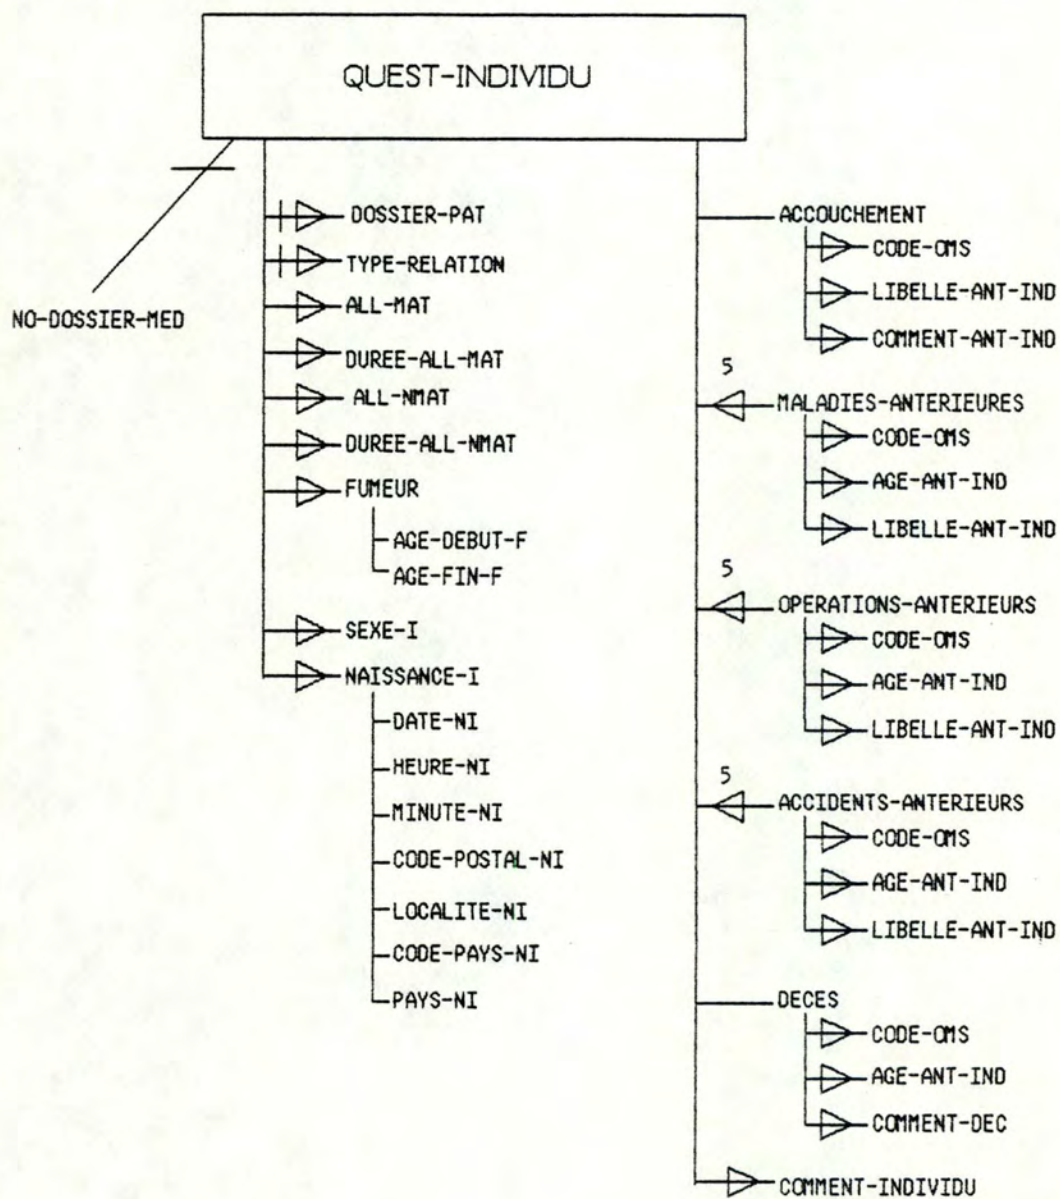 QUEST-INDIVIDU
NO-DOSSIER-MED
DOSSIER-PAT
TYPE-RELATION
ALL-MAT
DUREE-ALL-MAT
ALL-NMAT
DUREE-ALL-NMAT
FUMEUR
AGE-DEBUT-F
AGE-FIN-F
SEXE-I
NAISSANCE-I
DATE-NI
HEURE-NI
MINUTE-NI
CODE-POSTAL-NI
LOCALITE-NI
CODE-PAYS-NI
PAYS-NI
ACCOUCHEMENT
CODE-OMS
LIBELLE-ANT-IND
COMMENT-ANT-IND
5
MALADIES-ANTERIEURES
CODE-OMS
AGE-ANT-IND
LIBELLE-ANT-IND
5
OPERATIONS-ANTERIEURS
CODE-OMS
AGE-ANT-IND
LIBELLE-ANT-IND
5
ACCIDENTS-ANTERIEURS
CODE-OMS
AGE-ANT-IND
LIBELLE-ANT-IND
DECES
CODE-OMS
AGE-ANT-IND
COMMENT-DEC
COMMENT-INDIVIDU